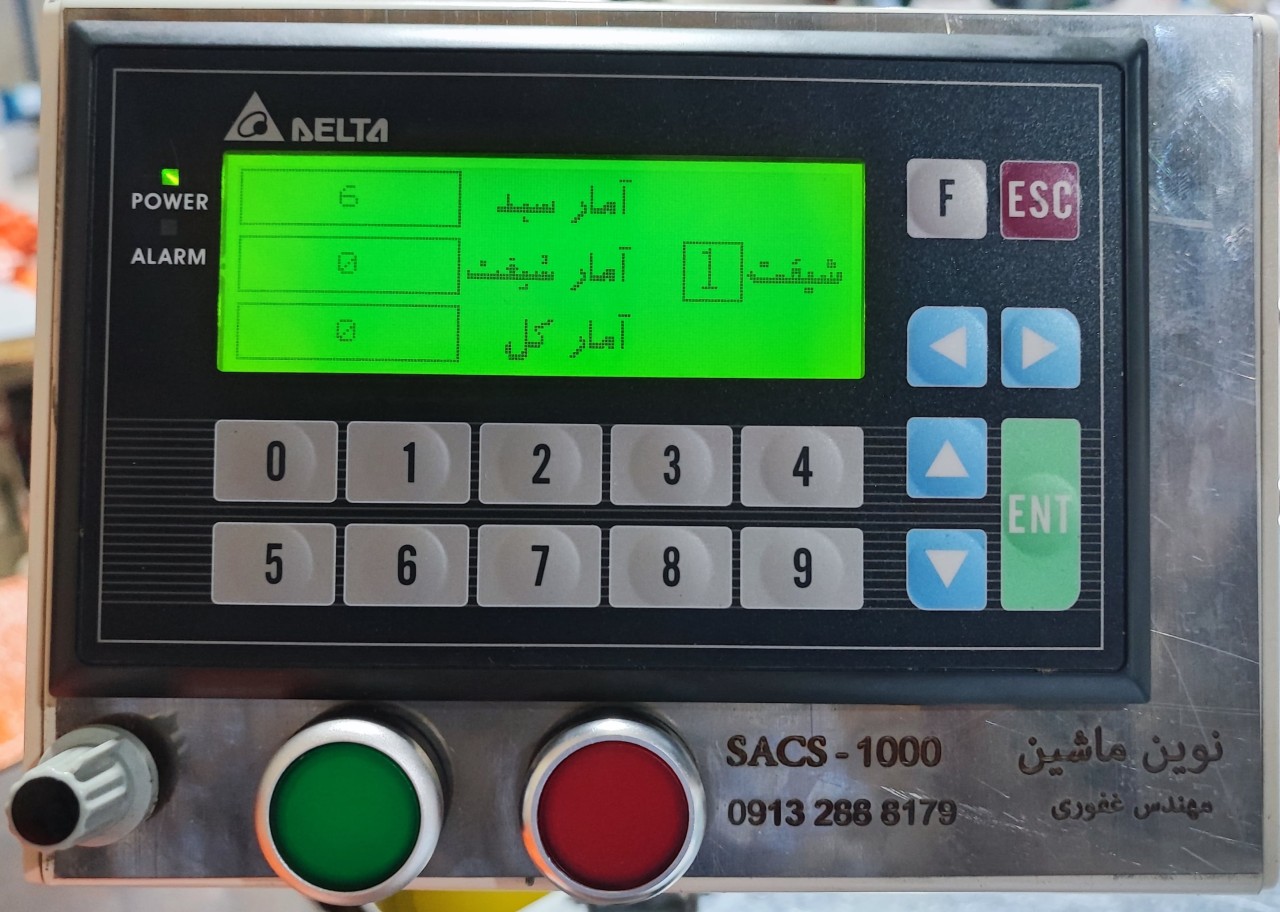 DELTA
POWER
ALARM
آمار سبد 6
شیفت 1
آمار شیفت 0
آمار کل 0
F ESC
0 1 2 3 4
5 6 7 8 9
ENT
SACS - 1000 نوین ماشین
0913 288 8179 مهندس غفوری